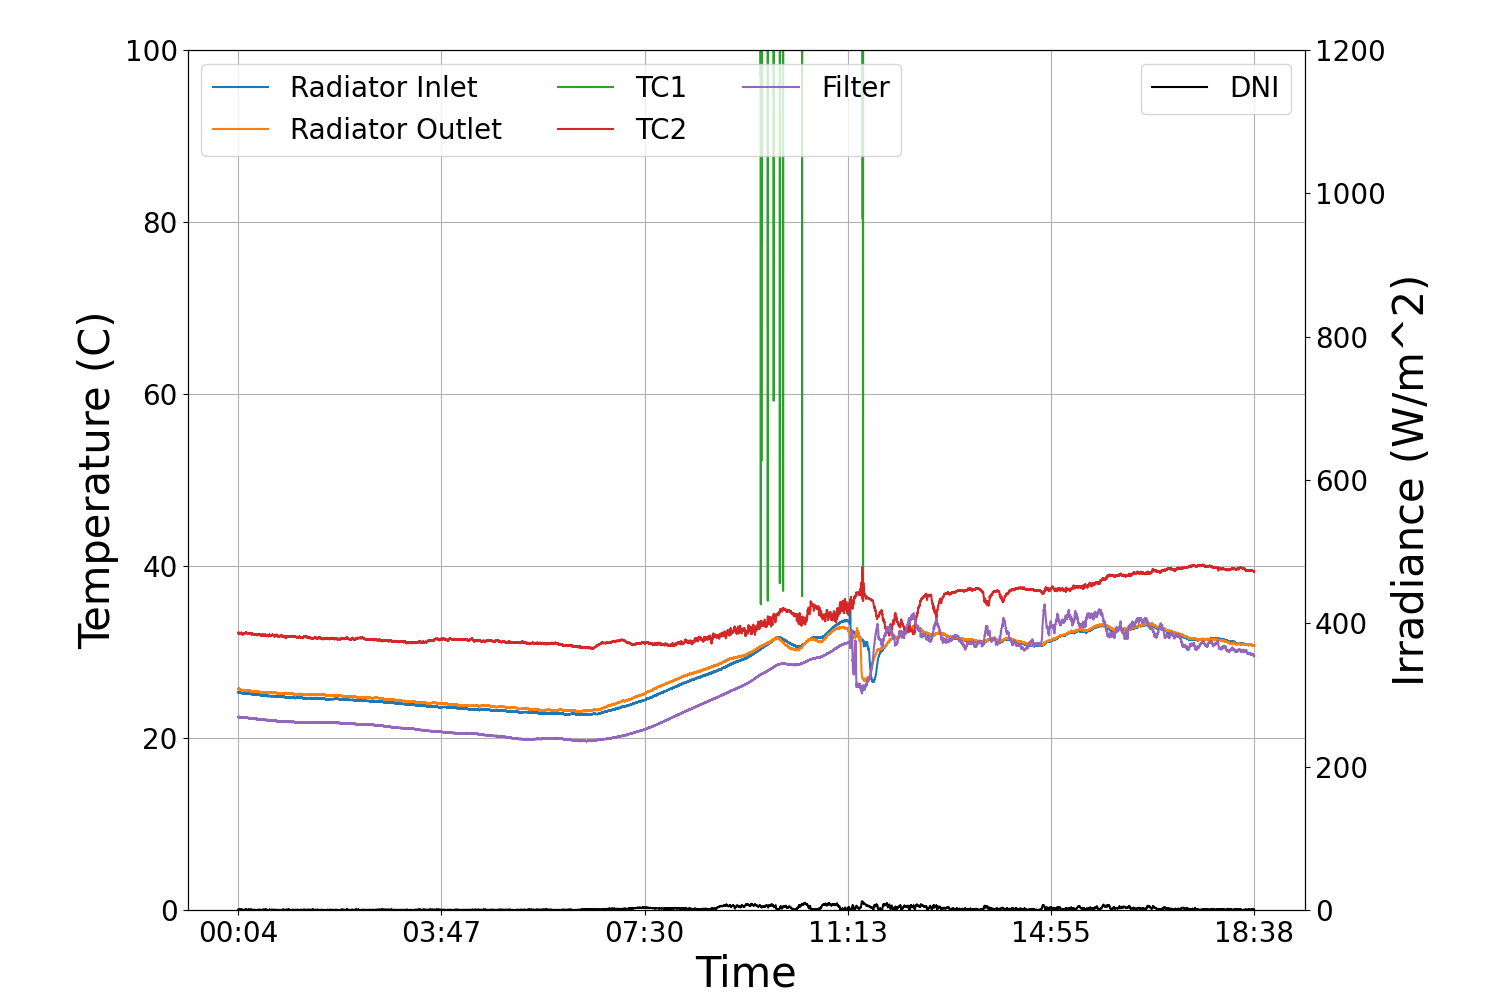 100
80
60
40
20
0
Temperature (C)
Radiator Inlet
Radiator Outlet
TC1
TC2
Filter
DNI
1200
1000
800
600
400
200
0
Irradiance (W/m^2)
00:04 03:47 07:30 11:13 14:55 18:38
Time